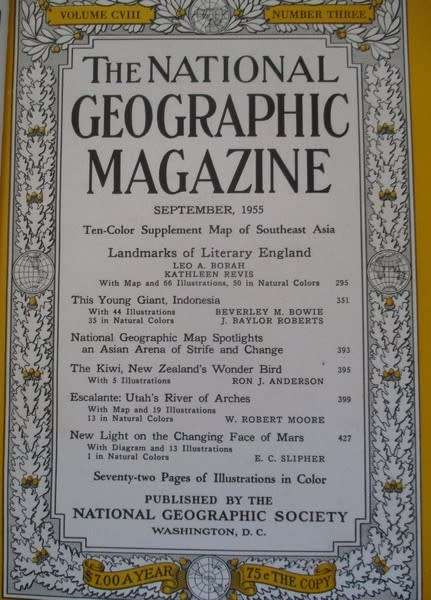 VOLUME CVIII NUMBER THREE
THE NATIONAL
GEOGRAPHIC
MAGAZINE
SEPTEMBER, 1955
Ten-Color Supplement Map of Southeast Asia
Landmarks of Literary England
LEO A. BORAH
KATHLEEN REVIS
With Map and 66 Illustrations, 50 in Natural Colors 295
This Young Giant, Indonesia 351
With 44 Illustrations BEVERLEY M. BOWIE
35 in Natural Colors J. BAYLOR ROBERTS
National Geographic Map Spotlights
an Asian Arena of Strife and Change 393
The Kiwi, New Zealand's Wonder Bird 395
With 5 Illustrations RON J. ANDERSON
Escalante: Utah's River of Arches 399
With Map and 19 Illustrations
13 in Natural Colors W. ROBERT MOORE
New Light on the Changing Face of Mars 427
With Diagram and 13 Illustrations
1 in Natural Colors E. C. SLIPHER
Seventy-two Pages of Illustrations in Color
PUBLISHED BY THE
NATIONAL GEOGRAPHIC SOCIETY
WASHINGTON, D. C.
$7.00 A YEAR 75¢ THE COPY